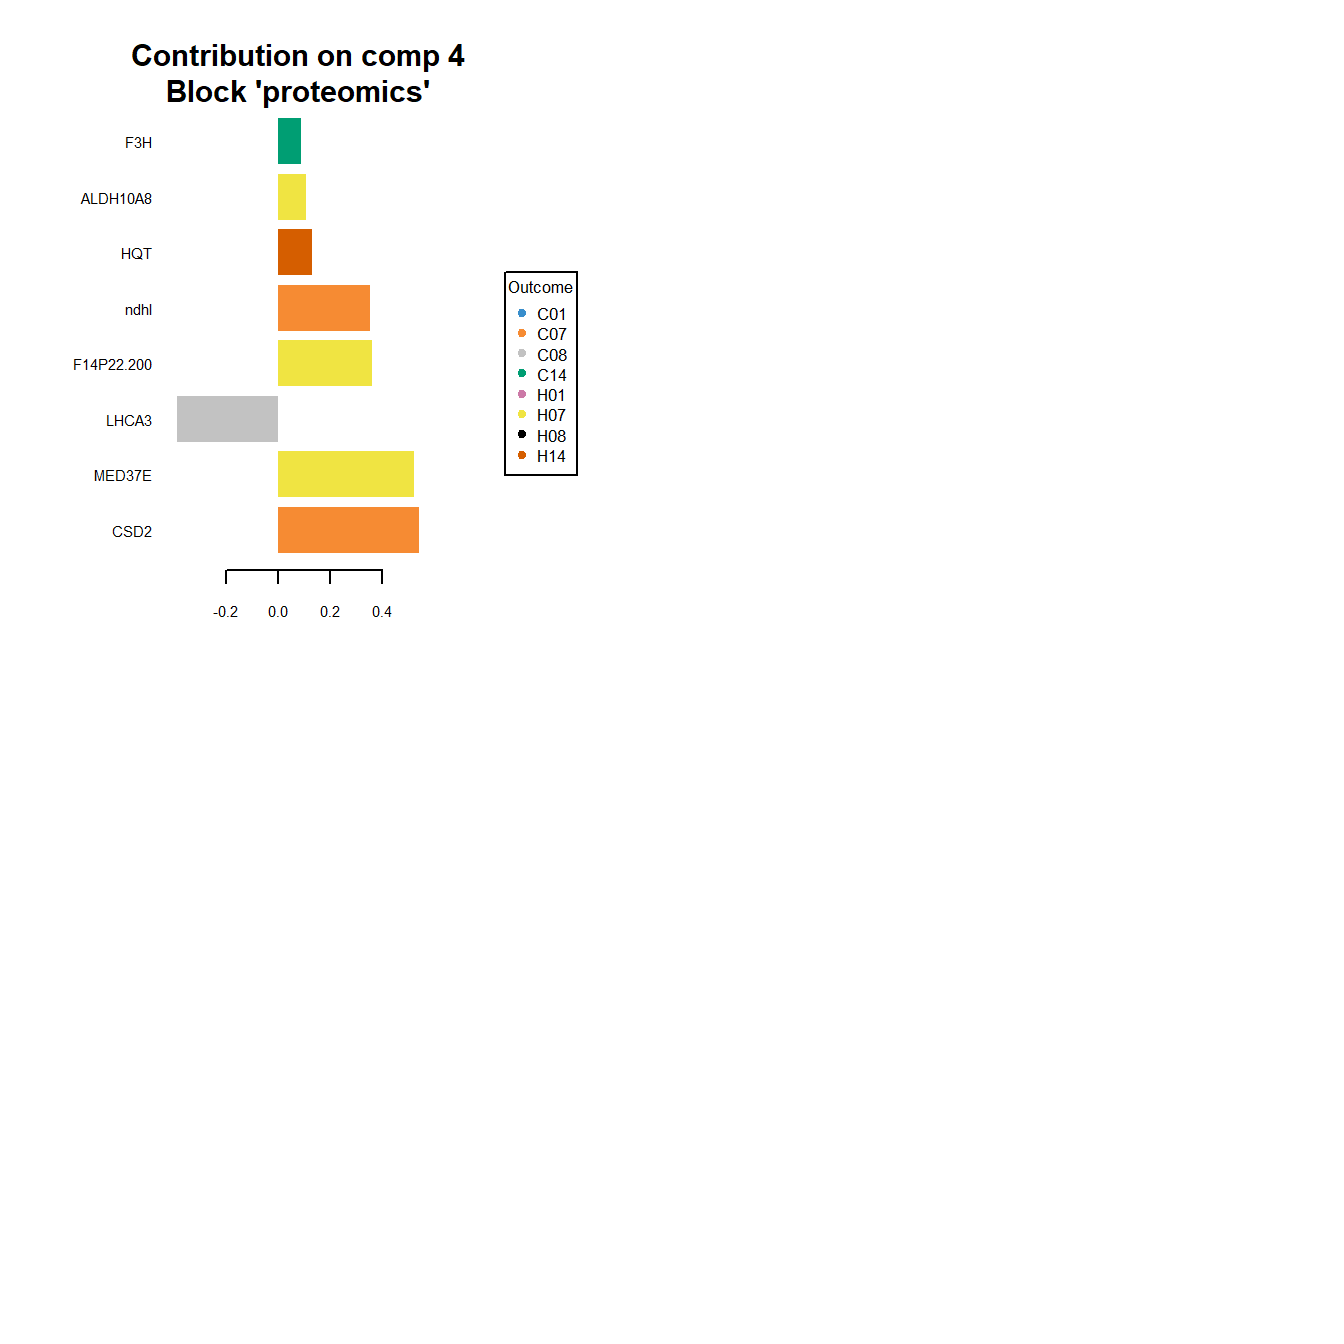 Contribution on comp 4
Block 'proteomics'
F3H
ALDH10A8
HQT
ndhI
F14P22.200
LHCA3
MED37E
CSD2
-0.2 0.0 0.2 0.4
Outcome
C01
C07
C08
C14
H01
H07
H08
H14